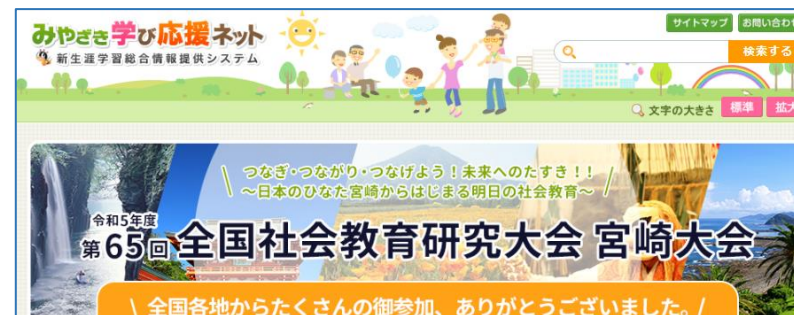 みやざき学び応援ネット
新生涯学習総合情報提供システム
サイトマップ
お問い合わせ
検索する
文字の大きさ 標準 拡大
\ つなぎ・つながり・つなげよう！未来へのたすき！！ /
～日本のひなた宮崎からはじまる明日の社会教育～
令和5年度
第65回 全国社会教育研究大会 宮崎大会
\ 全国各地からたくさんの御参加、ありがとうございました。/